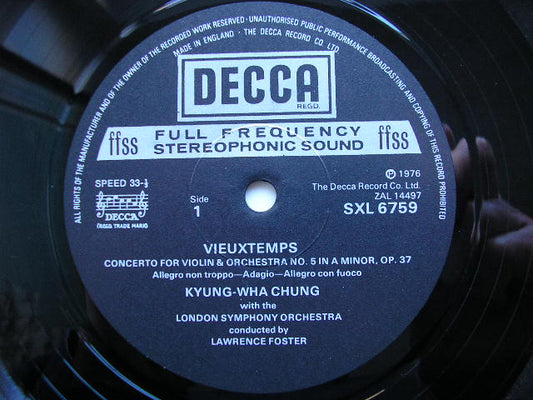 ALL RIGHTS OF THE MANUFACTURER AND OF THE OWNER OF THE RECORDED WORK RESERVED · UNAUTHORISED PUBLIC PERFORMANCE BROADCASTING AND COPYING OF THIS RECORD PROHIBITED
MADE IN ENGLAND · THE DECCA RECORD CO. LTD
DECCA
REGD.
ffss FULL FREQUENCY ffss
STEREOPHONIC SOUND
SPEED 33-⅓
DECCA
(REGD. TRADE MARK)
Side
1
℗ 1976
The Decca Record Co. Ltd.
ZAL 14497
SXL 6759
VIEUXTEMPS
CONCERTO FOR VIOLIN & ORCHESTRA NO. 5 IN A MINOR, OP. 37
Allegro non troppo—Adagio—Allegro con fuoco
KYUNG-WHA CHUNG
with the
LONDON SYMPHONY ORCHESTRA
conducted by
LAWRENCE FOSTER